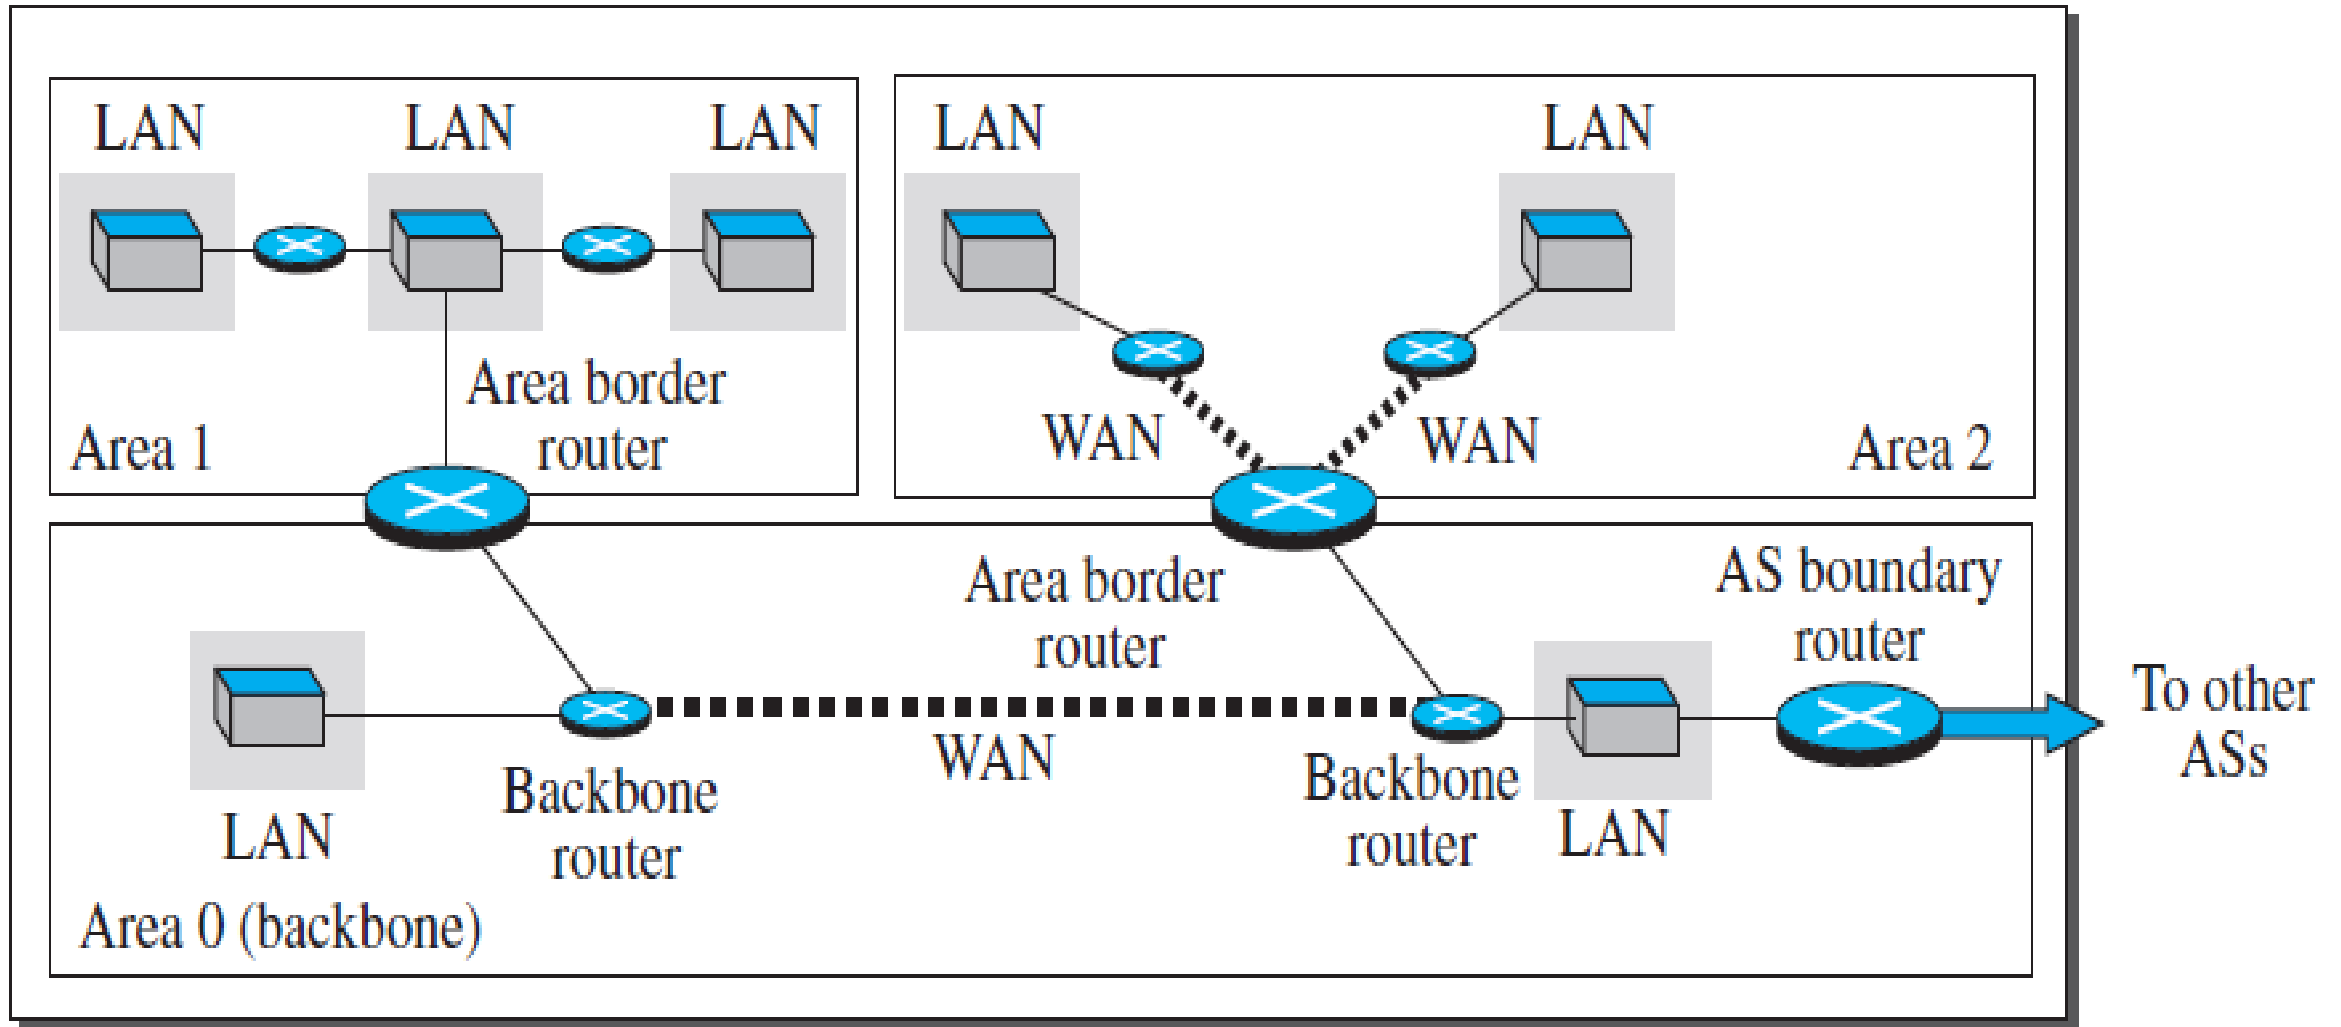 LAN
LAN
LAN
Area border
router
Area 1
LAN
LAN
WAN
WAN
Area 2
Area border
router
AS boundary
router
To other
ASs
WAN
Backbone
router
Backbone
router
LAN
LAN
Area 0 (backbone)